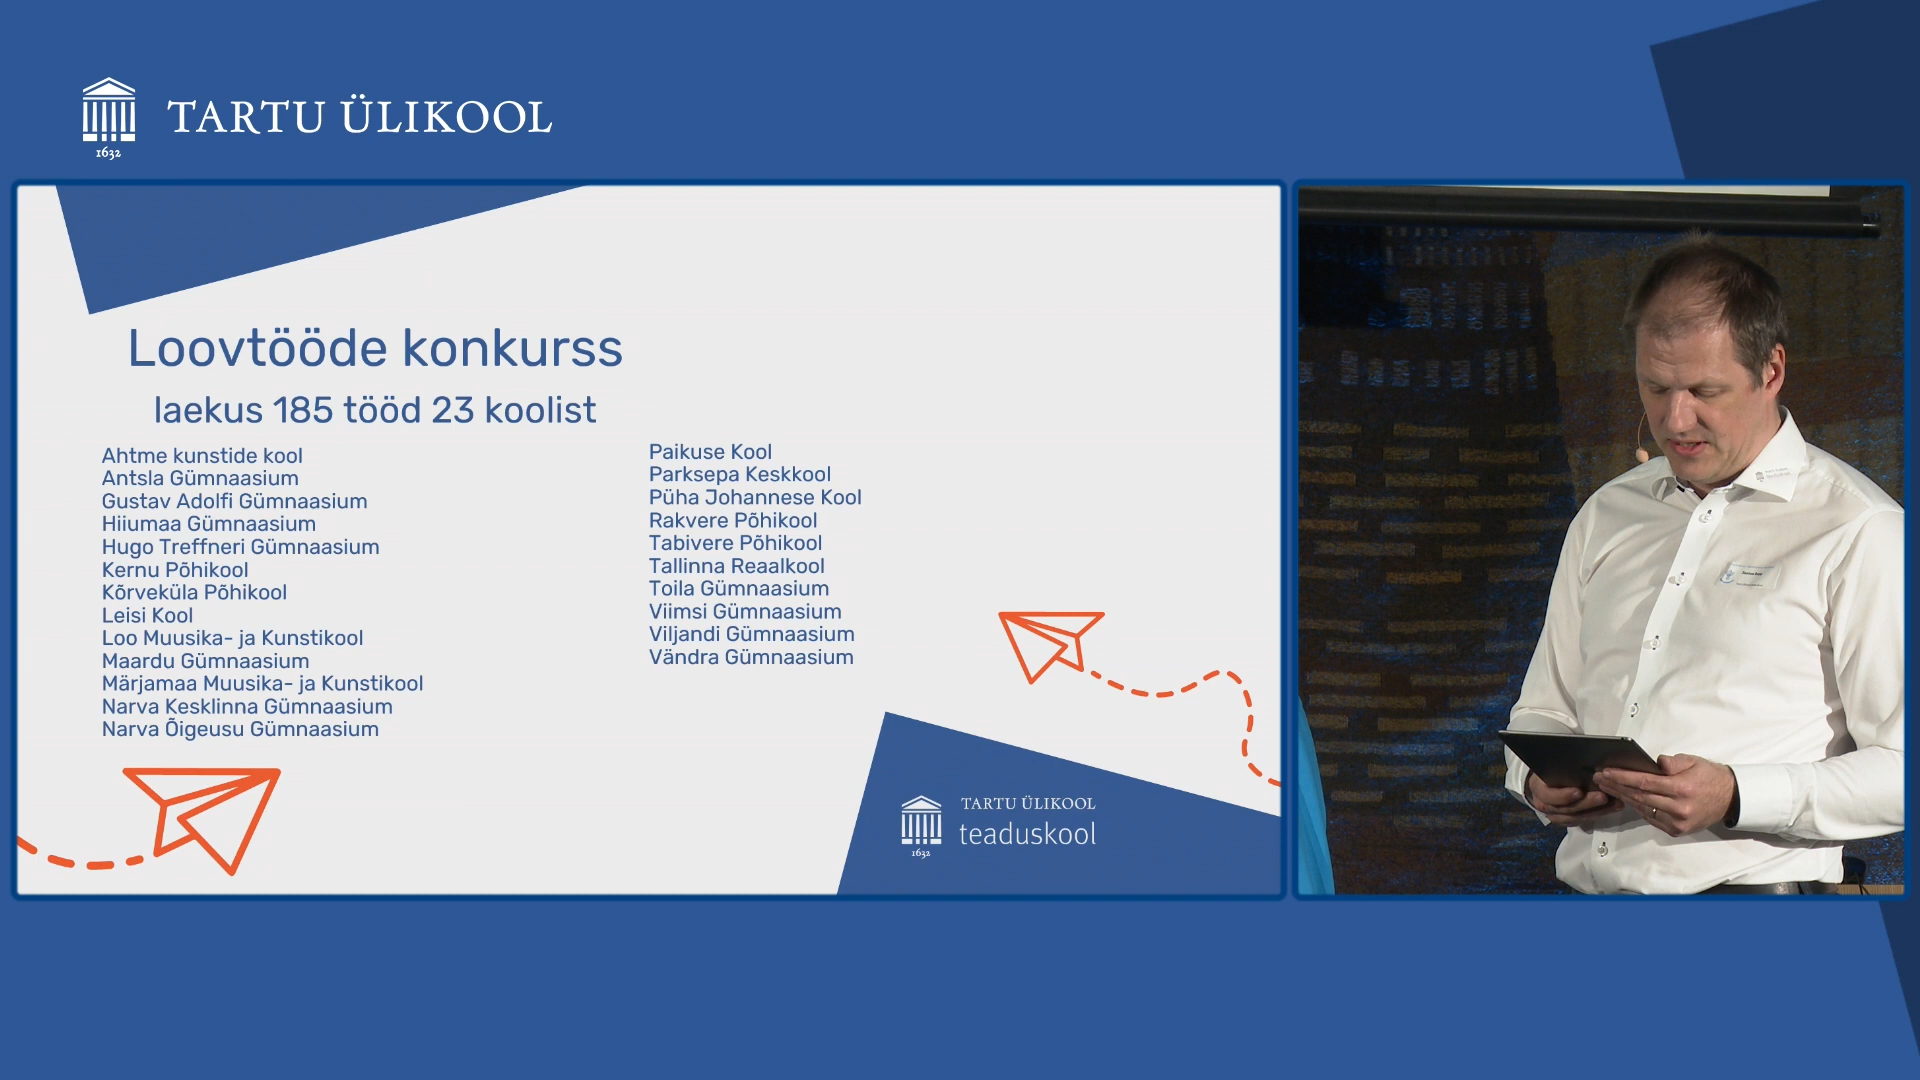 1632
TARTU ÜLIKOOL
Loovtööde konkurss
laekus 185 tööd 23 koolist
Ahtme kunstide kool
Antsla Gümnaasium
Gustav Adolfi Gümnaasium
Hiiumaa Gümnaasium
Hugo Treffneri Gümnaasium
Kernu Põhikool
Kõrveküla Põhikool
Leisi Kool
Loo Muusika- ja Kunstikool
Maardu Gümnaasium
Märjamaa Muusika- ja Kunstikool
Narva Kesklinna Gümnaasium
Narva Õigeusu Gümnaasium
Paikuse Kool
Parksepa Keskkool
Püha Johannese Kool
Rakvere Põhikool
Tabivere Põhikool
Tallinna Reaalkool
Toila Gümnaasium
Viimsi Gümnaasium
Viljandi Gümnaasium
Vändra Gümnaasium
1632
TARTU ÜLIKOOL
teaduskool